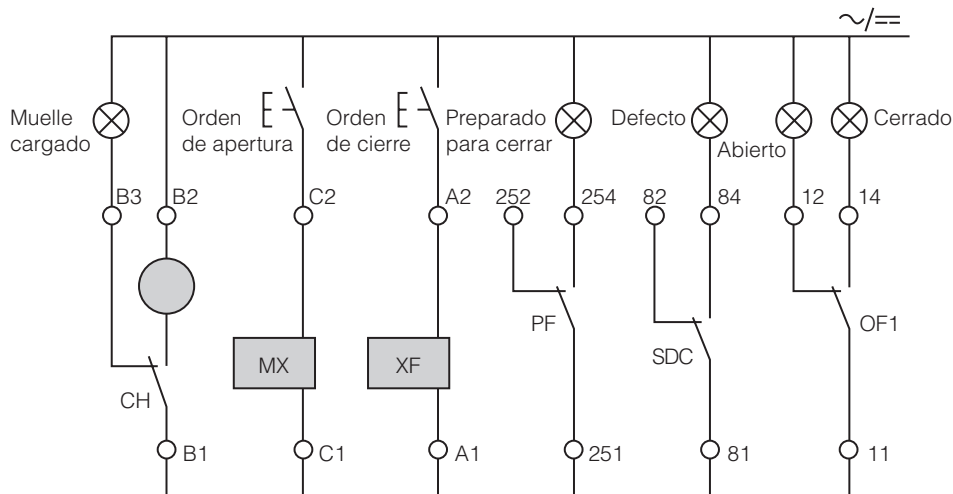 ~/==
Muelle
cargado
Orden
de apertura
Orden
de cierre
Preparado
para cerrar
Defecto
Abierto
Cerrado
B3
B2
C2
A2
252
254
82
84
12
14
PF
SDC
OF1
MX
XF
CH
B1
C1
A1
251
81
11